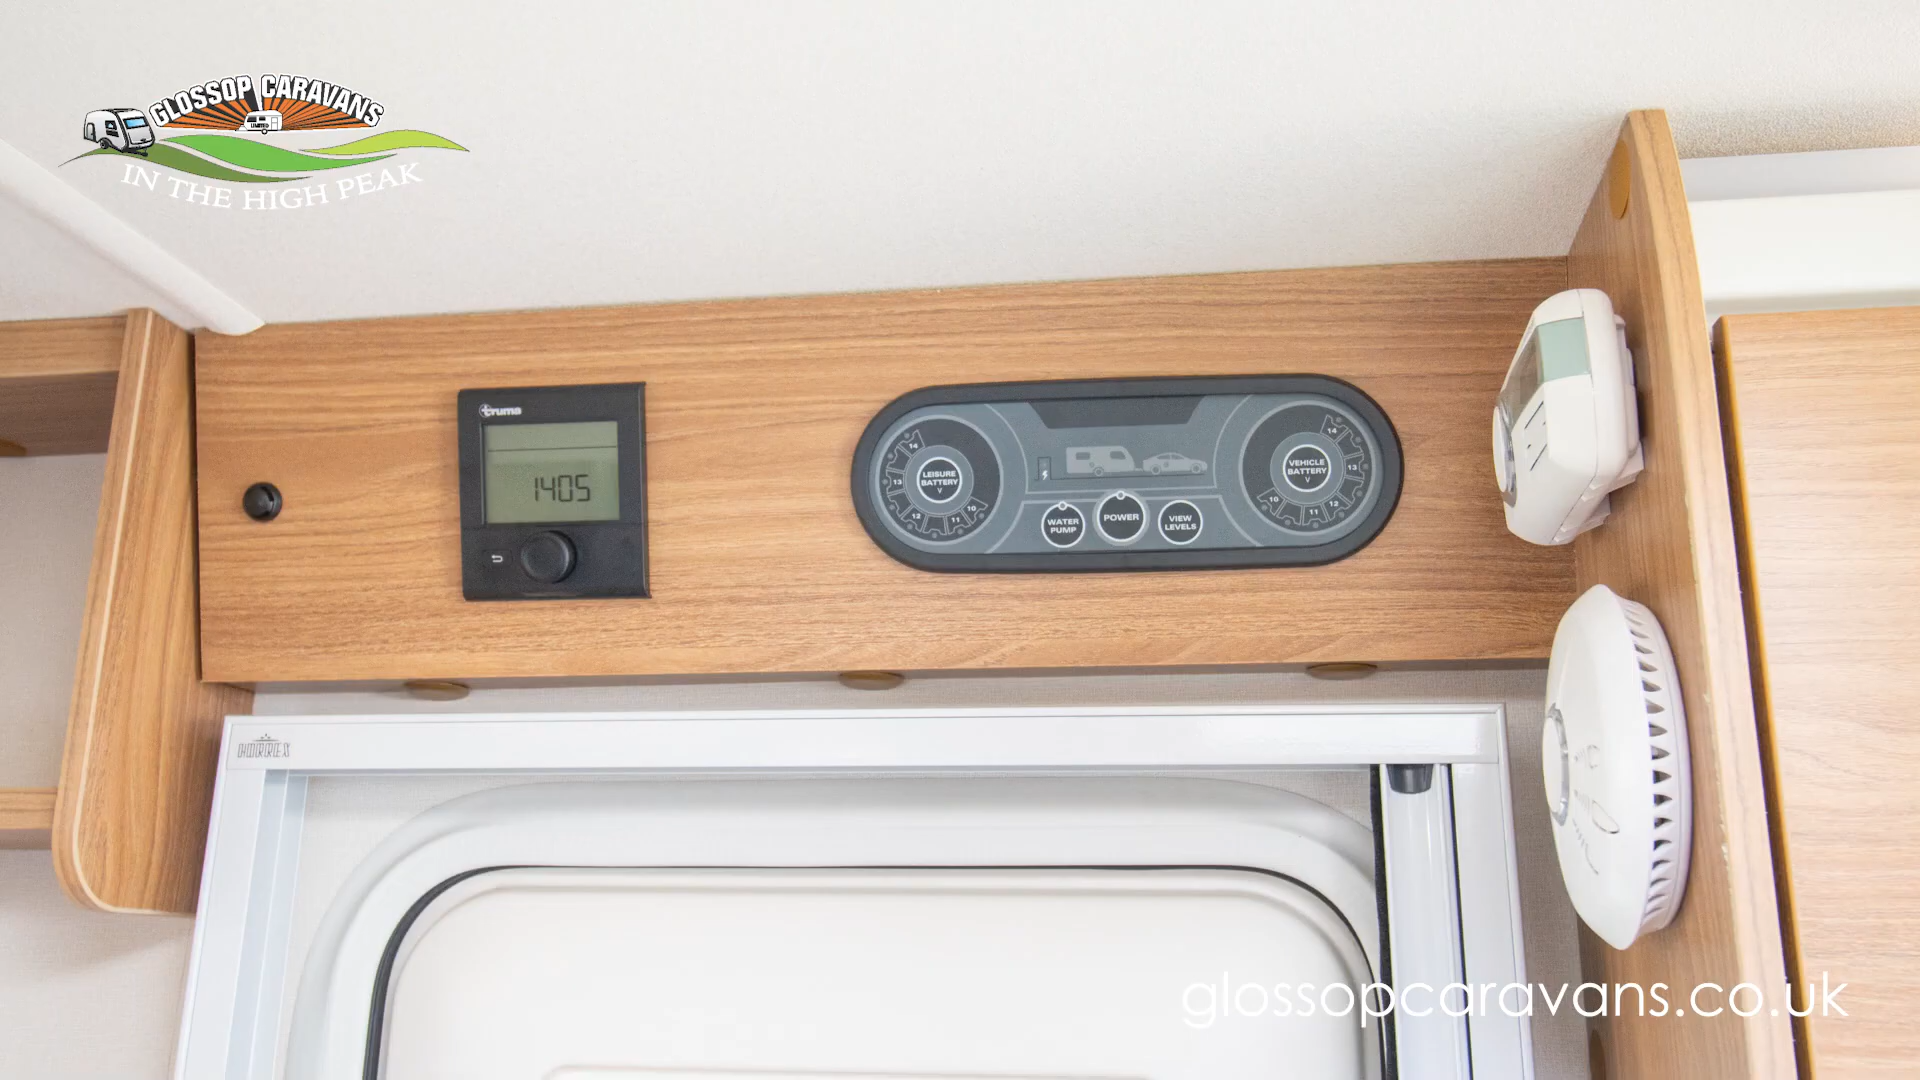 GLOSSOP CARAVANS
LIMITED
IN THE HIGH PEAK
truma
1405
14
13
12
11
10
LEISURE
BATTERY
V
WATER
PUMP
POWER
VIEW
LEVELS
14
13
12
11
10
VEHICLE
BATTERY
V
glossopcaravans.co.uk